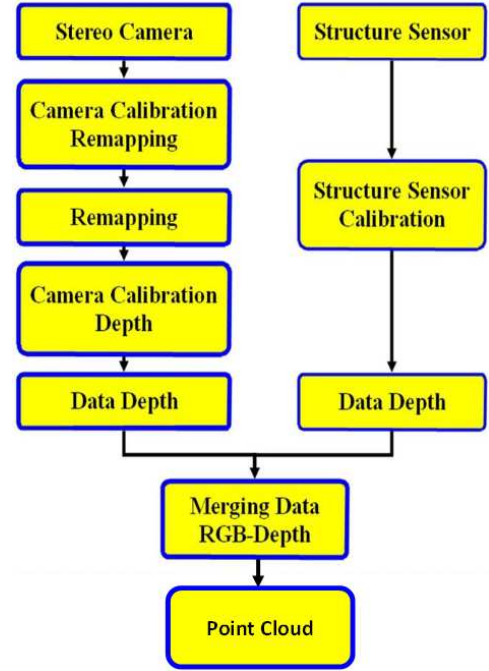 Stereo Camera
Structure Sensor
Camera Calibration
Remapping
Remapping
Structure Sensor
Calibration
Camera Calibration
Depth
Data Depth
Data Depth
Merging Data
RGB-Depth
Point Cloud